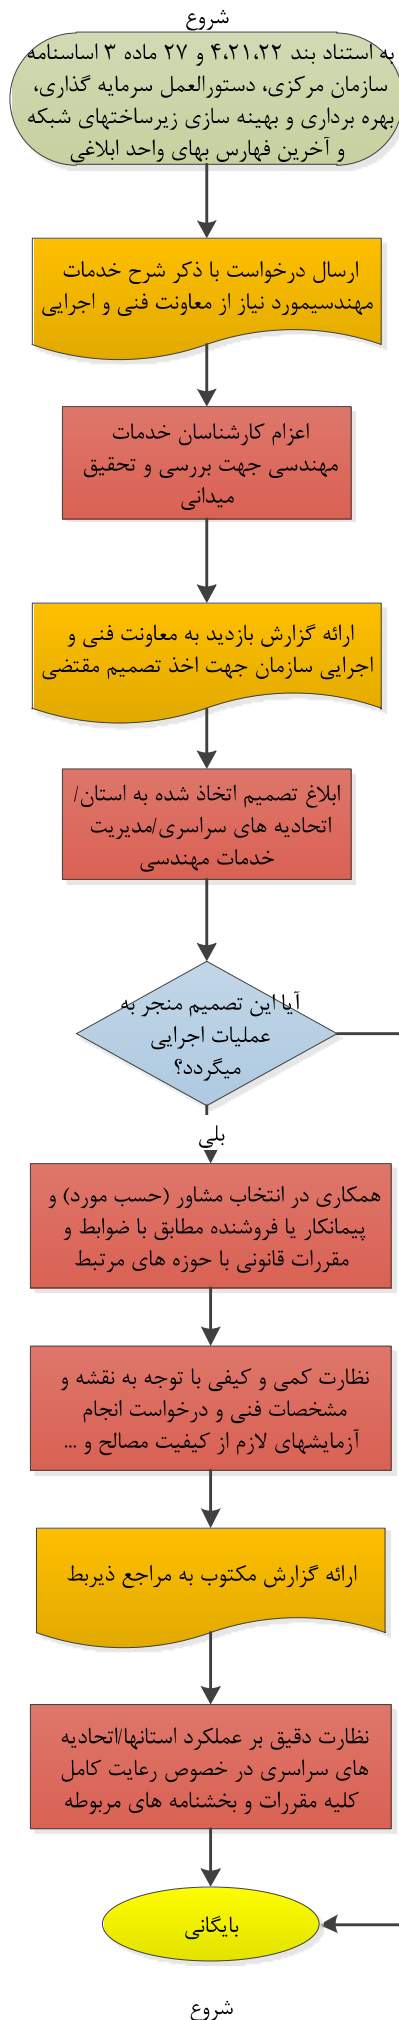 شروع
به استناد بند ۴،۲۱،۲۲ و ۲۷ ماده ۳ اساسنامه
سازمان مرکزی، دستورالعمل سرمایه گذاری،
بهره برداری و بهینه سازی زیرساختهای شبکه
و آخرین فهارس بهای واحد ابلاغی
ارسال درخواست با ذکر شرح خدمات
مهندسیمورد نیاز از معاونت فنی و اجرایی
اعزام کارشناسان خدمات
مهندسی جهت بررسی و تحقیق
میدانی
ارائه گزارش بازدید به معاونت فنی و
اجرایی سازمان جهت اخذ تصمیم مقتضی
ابلاغ تصمیم اتخاذ شده به استان/
اتحادیه های سراسری/مدیریت
خدمات مهندسی
آیا این تصمیم منجر به
عملیات اجرایی
میگردد؟
بلی
همکاری در انتخاب مشاور (حسب مورد) و
پیمانکار یا فروشنده مطابق با ضوابط و
مقررات قانونی با حوزه های مرتبط
نظارت کمی و کیفی با توجه به نقشه و
مشخصات فنی و درخواست انجام
آزمایشهای لازم از کیفیت مصالح و ...
ارائه گزارش مکتوب به مراجع ذیربط
نظارت دقیق بر عملکرد استانها/اتحادیه
های سراسری در خصوص رعایت کامل
کلیه مقررات و بخشنامه های مربوطه
بایگانی
شروع